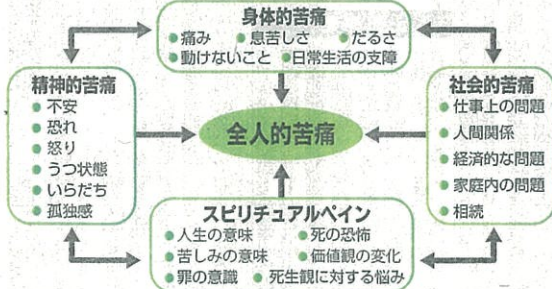 身体的苦痛
● 痛み ● 息苦しさ ● だるさ
● 動けないこと ● 日常生活の支障
精神的苦痛
● 不安
● 恐れ
● 怒り
● うつ状態
● いらだち
● 孤独感
全人的苦痛
社会的苦痛
● 仕事上の問題
● 人間関係
● 経済的な問題
● 家庭内の問題
● 相続
スピリチュアルペイン
● 人生の意味 ● 死の恐怖
● 苦しみの意味 ● 価値観の変化
● 罪の意識 ● 死生観に対する悩み